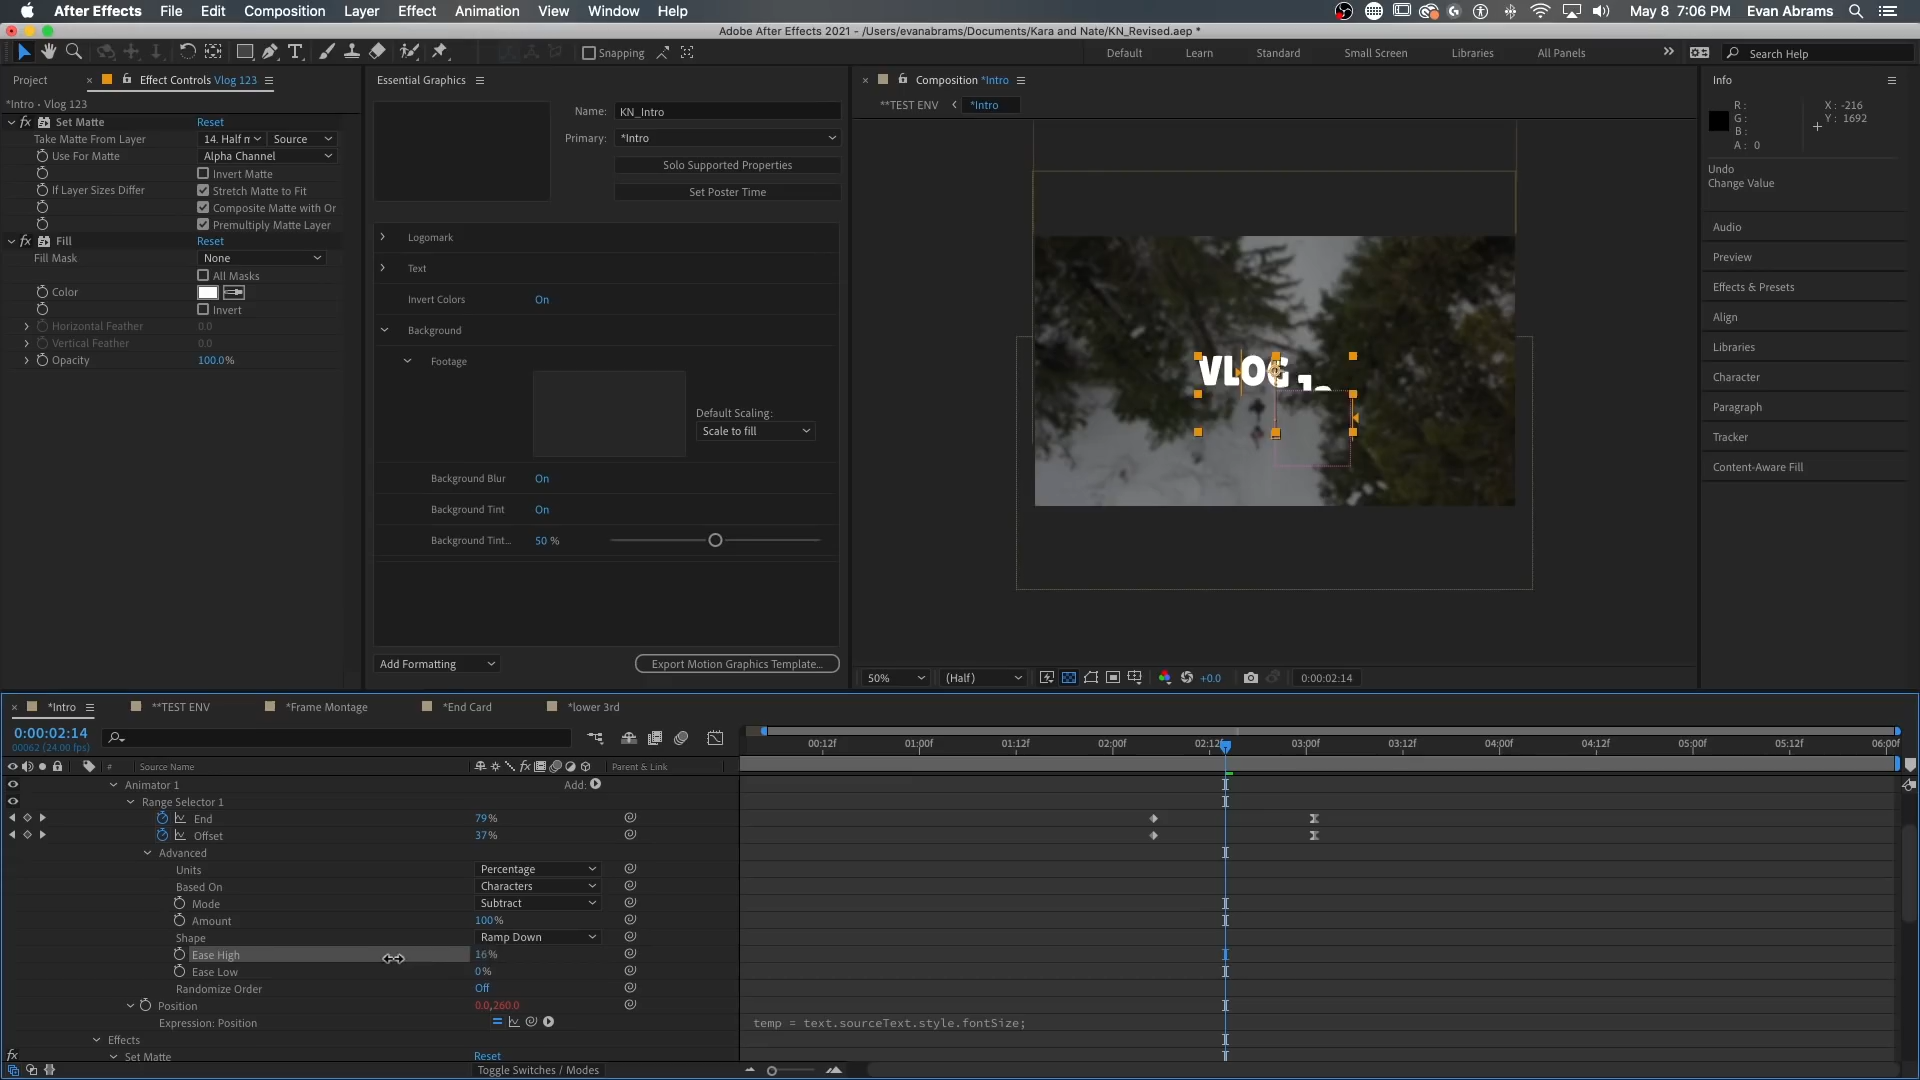 After Effects File Edit Composition Layer Effect Animation View Window Help May 8 7:06 PM Evan Abrams
Adobe After Effects 2021 - /Users/evanabrams/Documents/Kara and Nate/KN_Revised.aep *
Snapping Default Learn Standard Small Screen Libraries All Panels Search Help
Project Effect Controls Vlog 123
*Intro • Vlog 123
Set Matte Reset
Take Matte From Layer 14. Half m Source
Use For Matte Alpha Channel
Invert Matte
If Layer Sizes Differ Stretch Matte to Fit
Composite Matte with Or
Premultiply Matte Layer
Fill Reset
Fill Mask None
All Masks
Color
Invert
Horizontal Feather 0.0
Vertical Feather 0.0
Opacity 100.0%
Essential Graphics
Name: KN_Intro
Primary: *Intro
Solo Supported Properties
Set Poster Time
Logomark
Text
Invert Colors On
Background
Footage
Default Scaling:
Scale to fill
Background Blur On
Background Tint On
Background Tint... 50 %
Add Formatting Export Motion Graphics Template...
Composition *Intro
**TEST ENV *Intro
VLOG
50% (Half) +0.0 0:00:02:14
Info
R: X: -216
G: Y: 1692
B:
A: 0
Undo
Change Value
Audio
Preview
Effects & Presets
Align
Libraries
Character
Paragraph
Tracker
Content-Aware Fill
*Intro **TEST ENV *Frame Montage *End Card *lower 3rd
0:00:02:14
00062 (24.00 fps)
00:12f 01:00f 01:12f 02:00f 02:12f 03:00f 03:12f 04:00f 04:12f 05:00f 05:12f 06:00f
# Source Name Parent & Link
Animator 1 Add:
Range Selector 1
End 79%
Offset 37%
Advanced
Units Percentage
Based On Characters
Mode Subtract
Amount 100%
Shape Ramp Down
Ease High 16%
Ease Low 0%
Randomize Order Off
Position 0.0,260.0
Expression: Position temp = text.sourceText.style.fontSize;
Effects
Set Matte Reset
Toggle Switches / Modes